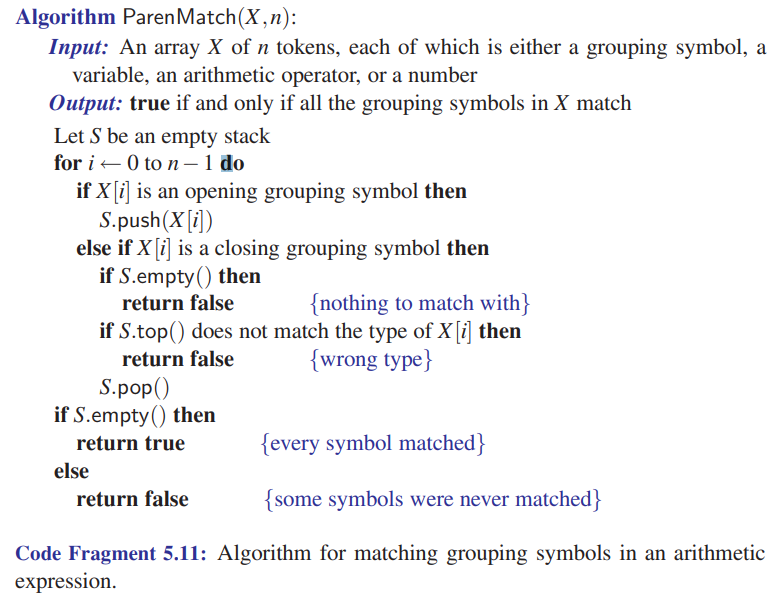 Algorithm ParenMatch(X,n):
Input: An array X of n tokens, each of which is either a grouping symbol, a
variable, an arithmetic operator, or a number
Output: true if and only if all the grouping symbols in X match
Let S be an empty stack
for i ← 0 to n − 1 do
if X[i] is an opening grouping symbol then
S.push(X[i])
else if X[i] is a closing grouping symbol then
if S.empty() then
return false {nothing to match with}
if S.top() does not match the type of X[i] then
return false {wrong type}
S.pop()
if S.empty() then
return true {every symbol matched}
else
return false {some symbols were never matched}
Code Fragment 5.11: Algorithm for matching grouping symbols in an arithmetic
expression.